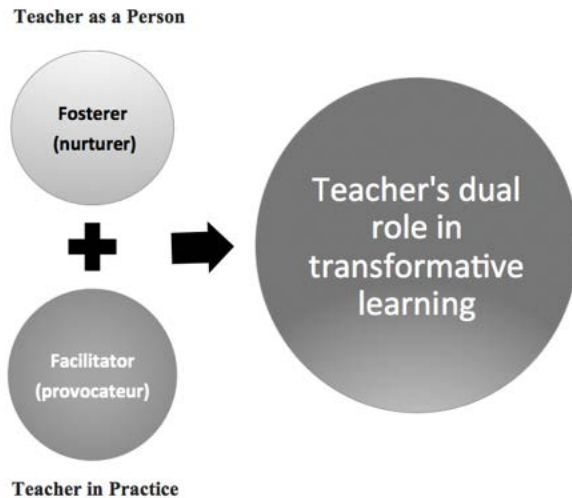 Teacher as a Person
Fosterer
(nurturer)
Facilitator
(provocateur)
Teacher in Practice
Teacher's dual
role in
transformative
learning